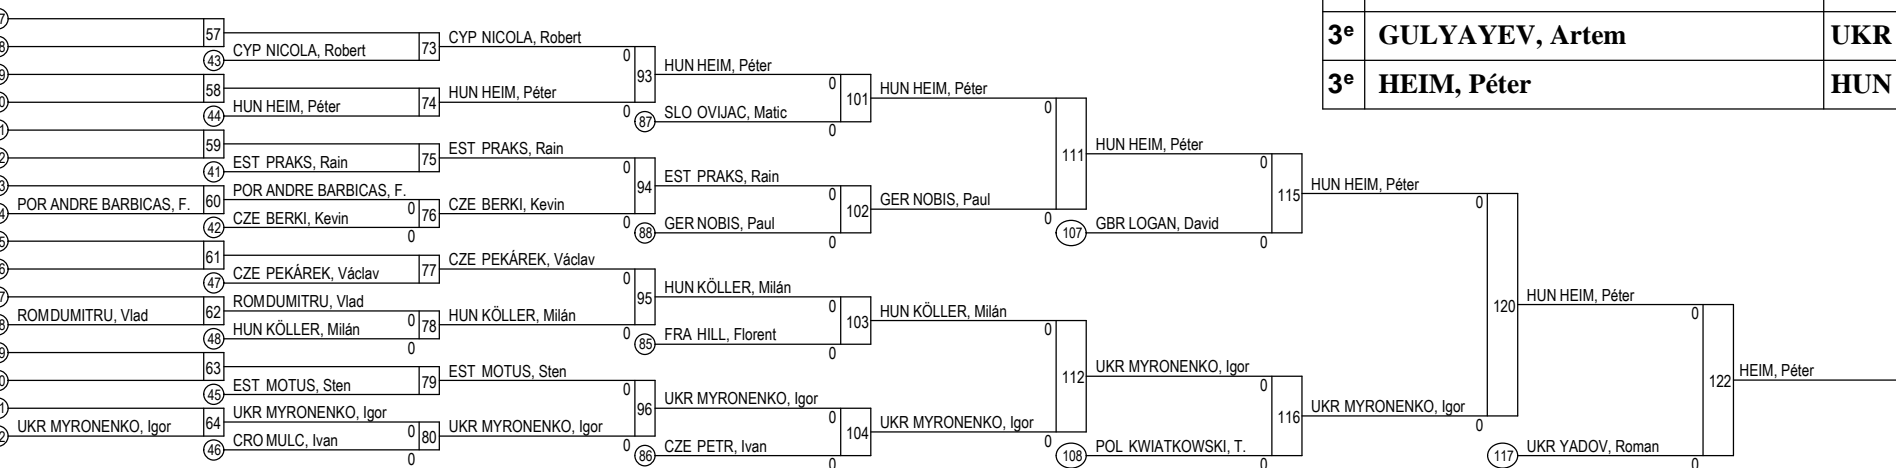 3e GULYAYEV, Artem UKR
3e HEIM, Péter HUN
57
43 CYP NICOLA, Robert
73 CYP NICOLA, Robert
0
58
44 HUN HEIM, Péter
74 HUN HEIM, Péter
0
93 HUN HEIM, Péter
0
87 SLO OVIJAC, Matic
0
101 HUN HEIM, Péter
0
59
41 EST PRAKS, Rain
75 EST PRAKS, Rain
0
POR ANDRE BARBICAS, F.
60 POR ANDRE BARBICAS, F.
0
42 CZE BERKI, Kevin
0
76 CZE BERKI, Kevin
0
94 EST PRAKS, Rain
0
88 GER NOBIS, Paul
0
102 GER NOBIS, Paul
0
111 HUN HEIM, Péter
0
107 GBR LOGAN, David
0
115 HUN HEIM, Péter
0
61
47 CZE PEKÁREK, Václav
77 CZE PEKÁREK, Václav
0
ROM DUMITRU, Vlad
62 ROM DUMITRU, Vlad
0
48 HUN KÖLLER, Milán
0
78 HUN KÖLLER, Milán
0
95 HUN KÖLLER, Milán
0
85 FRA HILL, Florent
0
103 HUN KÖLLER, Milán
0
63
45 EST MOTUS, Sten
79 EST MOTUS, Sten
0
UKR MYRONENKO, Igor
64 UKR MYRONENKO, Igor
0
46 CRO MULC, Ivan
0
80 UKR MYRONENKO, Igor
0
96 UKR MYRONENKO, Igor
0
86 CZE PETR, Ivan
0
104 UKR MYRONENKO, Igor
0
112 UKR MYRONENKO, Igor
0
108 POL KWIATKOWSKI, T.
0
116 UKR MYRONENKO, Igor
0
120 HUN HEIM, Péter
0
117 UKR YADOV, Roman
0
122 HEIM, Péter